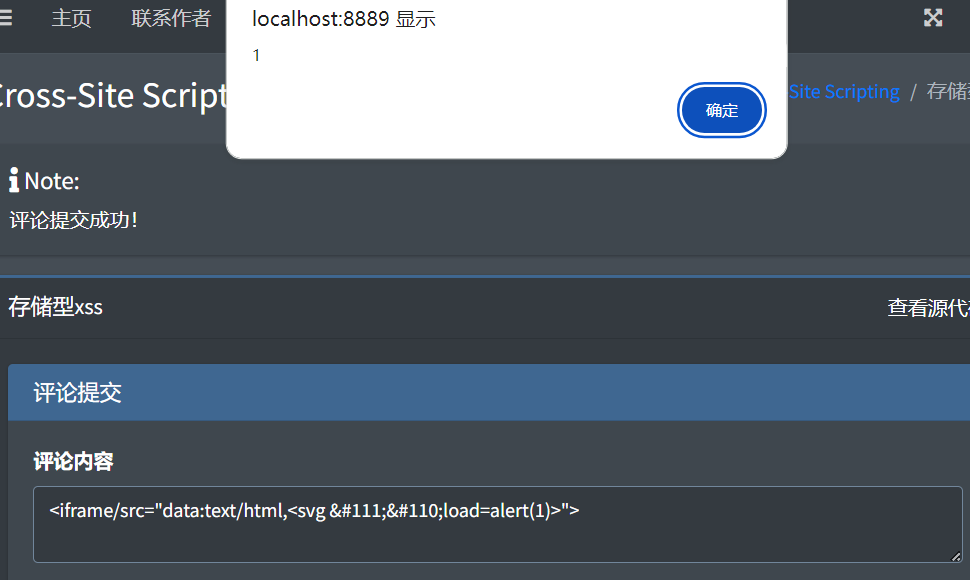 主页 联系作者
localhost:8889 显示
1
确定
Cross-Site Script
Site Scripting / 存储型
Note:
评论提交成功！
存储型xss
查看源代码
评论提交
评论内容
<iframe/src="data:text/html,<svg &#111;&#110;load=alert(1)>">